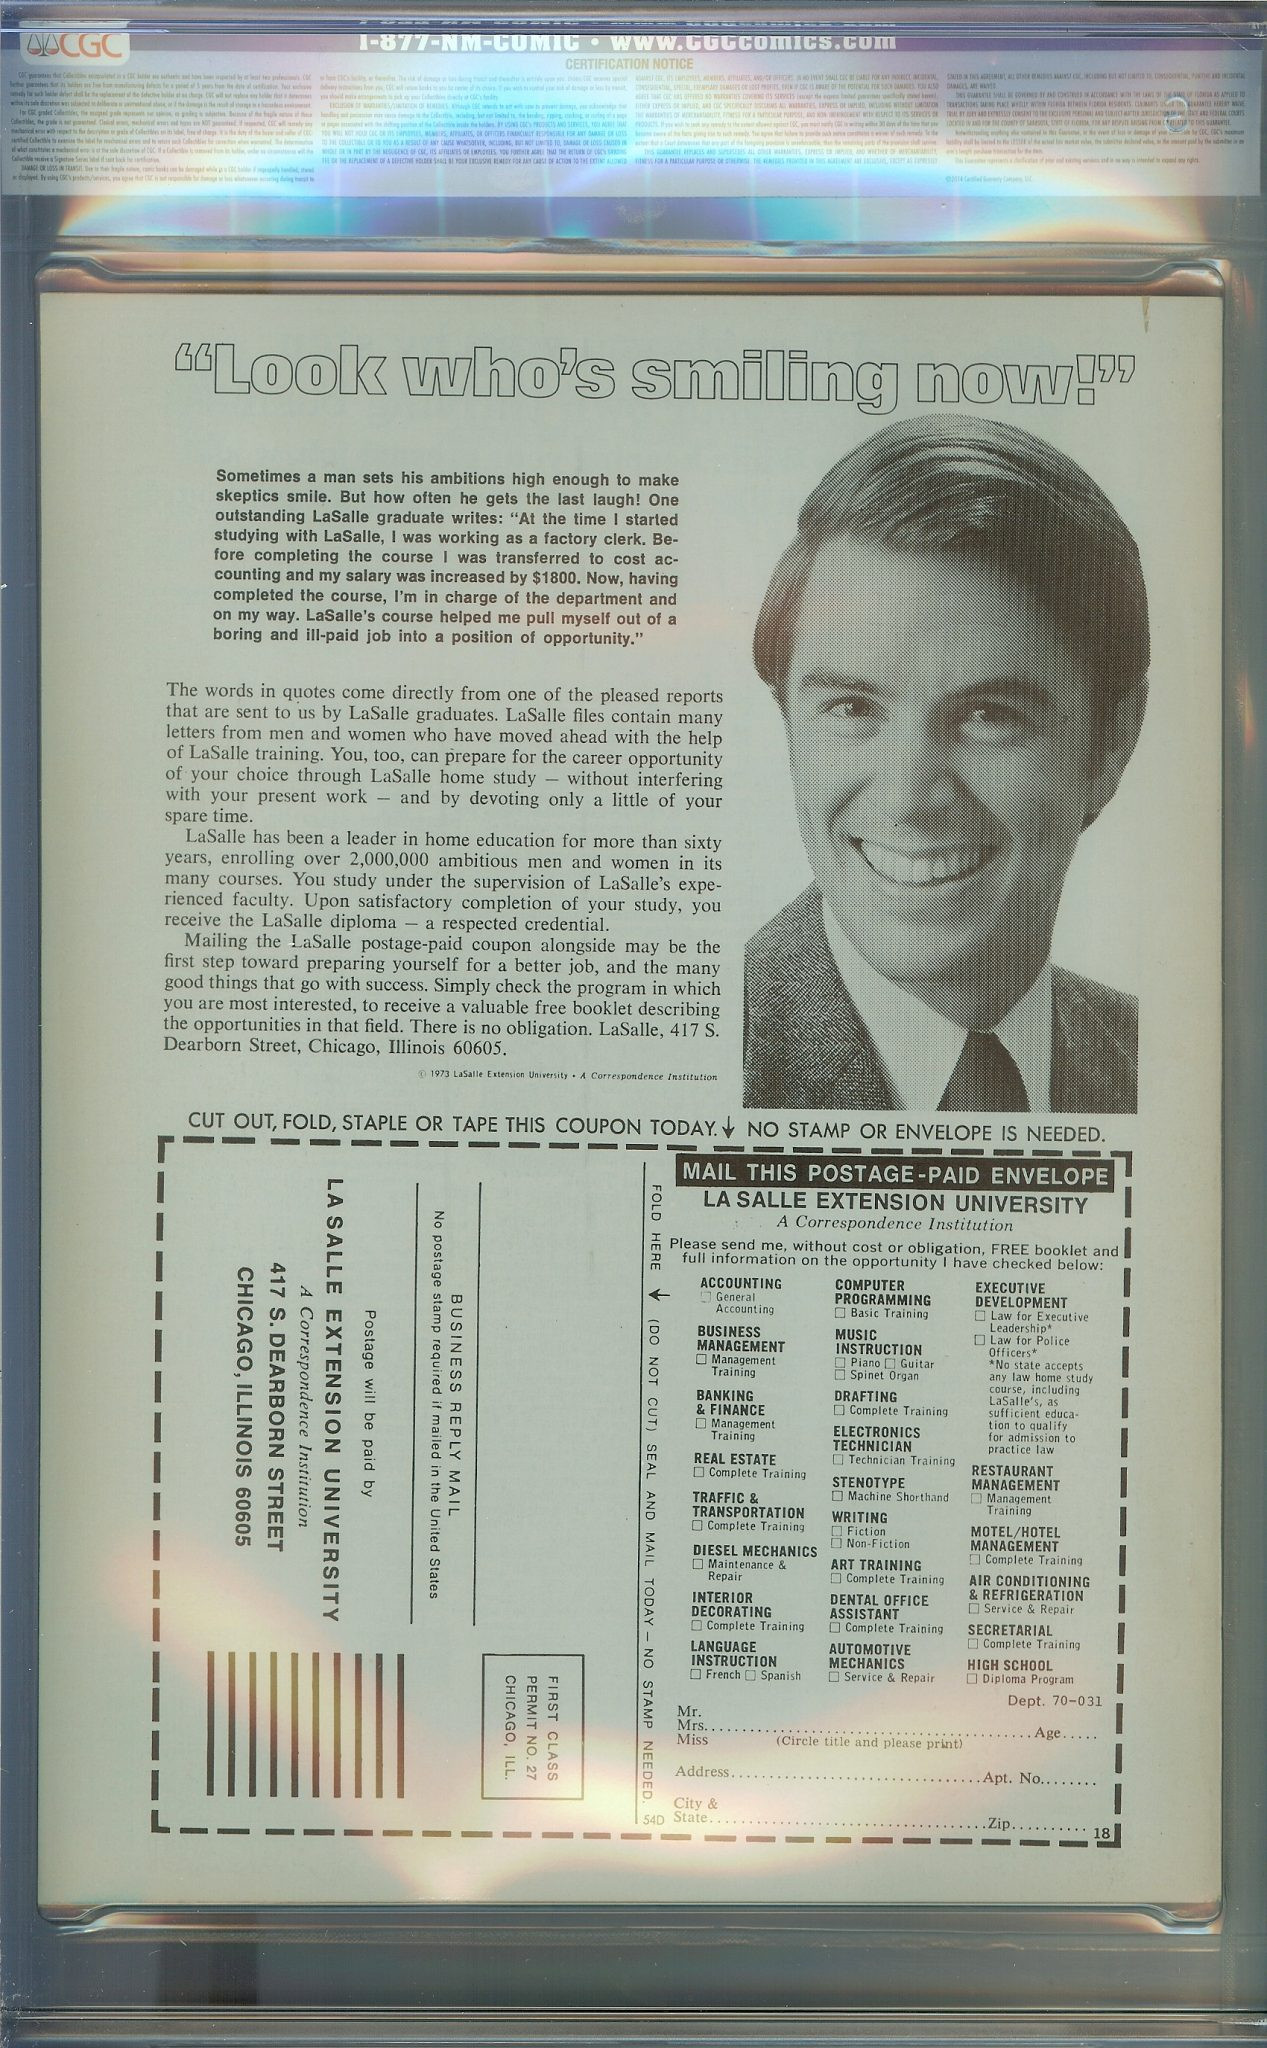 CGC
1-877-NM-COMIC • www.CGCcomics.com
CERTIFICATION NOTICE
©2014 Certified Guaranty Company, LLC.
“Look who’s smiling now!”
Sometimes a man sets his ambitions high enough to make
skeptics smile. But how often he gets the last laugh! One
outstanding LaSalle graduate writes: “At the time I started
studying with LaSalle, I was working as a factory clerk. Be-
fore completing the course I was transferred to cost ac-
counting and my salary was increased by $1800. Now, having
completed the course, I’m in charge of the department and
on my way. LaSalle’s course helped me pull myself out of a
boring and ill-paid job into a position of opportunity.”
The words in quotes come directly from one of the pleased reports
that are sent to us by LaSalle graduates. LaSalle files contain many
letters from men and women who have moved ahead with the help
of LaSalle training. You, too, can prepare for the career opportunity
of your choice through LaSalle home study — without interfering
with your present work — and by devoting only a little of your
spare time.
LaSalle has been a leader in home education for more than sixty
years, enrolling over 2,000,000 ambitious men and women in its
many courses. You study under the supervision of LaSalle’s expe-
rienced faculty. Upon satisfactory completion of your study, you
receive the LaSalle diploma — a respected credential.
Mailing the LaSalle postage-paid coupon alongside may be the
first step toward preparing yourself for a better job, and the many
good things that go with success. Simply check the program in which
you are most interested, to receive a valuable free booklet describing
the opportunities in that field. There is no obligation. LaSalle, 417 S.
Dearborn Street, Chicago, Illinois 60605.
© 1973 LaSalle Extension University • A Correspondence Institution
CUT OUT, FOLD, STAPLE OR TAPE THIS COUPON TODAY. NO STAMP OR ENVELOPE IS NEEDED.
FIRST CLASS
PERMIT NO. 27
CHICAGO, ILL.
BUSINESS REPLY MAIL
No postage stamp required if mailed in the United States
Postage will be paid by
LA SALLE EXTENSION UNIVERSITY
A Correspondence Institution
417 S. DEARBORN STREET
CHICAGO, ILLINOIS 60605
FOLD HERE (DO NOT CUT) SEAL AND MAIL TODAY — NO STAMP NEEDED.
MAIL THIS POSTAGE-PAID ENVELOPE
LA SALLE EXTENSION UNIVERSITY
A Correspondence Institution
Please send me, without cost or obligation, FREE booklet and
full information on the opportunity I have checked below:
ACCOUNTING
☐ General
Accounting
BUSINESS
MANAGEMENT
☐ Management
Training
BANKING
& FINANCE
☐ Management
Training
REAL ESTATE
☐ Complete Training
TRAFFIC &
TRANSPORTATION
☐ Complete Training
DIESEL MECHANICS
☐ Maintenance &
Repair
INTERIOR
DECORATING
☐ Complete Training
LANGUAGE
INSTRUCTION
☐ French ☐ Spanish
COMPUTER
PROGRAMMING
☐ Basic Training
MUSIC
INSTRUCTION
☐ Piano ☐ Guitar
☐ Spinet Organ
DRAFTING
☐ Complete Training
ELECTRONICS
TECHNICIAN
☐ Technician Training
STENOTYPE
☐ Machine Shorthand
WRITING
☐ Fiction
☐ Non-Fiction
ART TRAINING
☐ Complete Training
DENTAL OFFICE
ASSISTANT
☐ Complete Training
AUTOMOTIVE
MECHANICS
☐ Service & Repair
EXECUTIVE
DEVELOPMENT
☐ Law for Executive
Leadership*
☐ Law for Police
Officers*
*No state accepts
any law home study
course, including
LaSalle's, as
sufficient educa-
tion to qualify
for admission to
practice law
RESTAURANT
MANAGEMENT
☐ Management
Training
MOTEL/HOTEL
MANAGEMENT
☐ Complete Training
AIR CONDITIONING
& REFRIGERATION
☐ Service & Repair
SECRETARIAL
☐ Complete Training
HIGH SCHOOL
☐ Diploma Program
Dept. 70-031
Mr.
Mrs. Age
Miss (Circle title and please print)
Address Apt. No.
City &
State Zip
54D
18